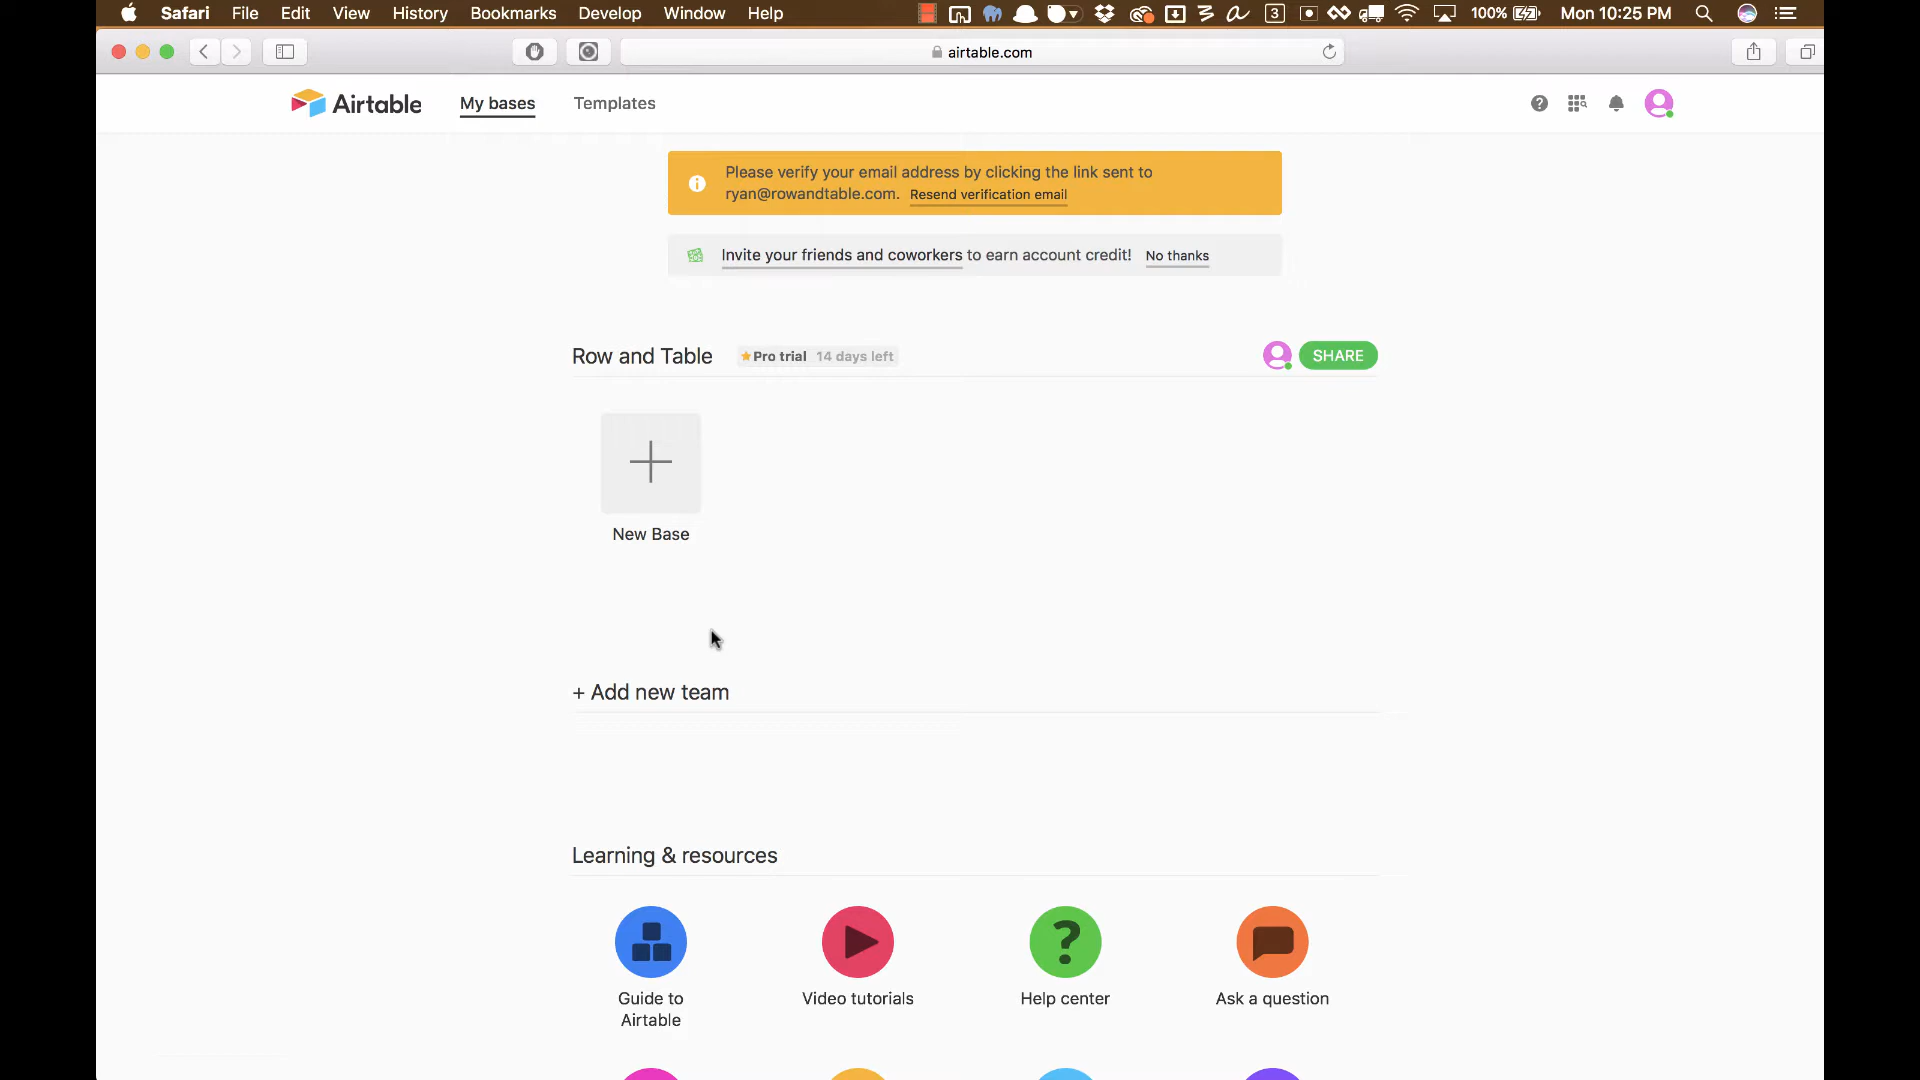 Safari File Edit View History Bookmarks Develop Window Help 3 100% Mon 10:25 PM
airtable.com
Airtable My bases Templates
Please verify your email address by clicking the link sent to
ryan@rowandtable.com. Resend verification email
Invite your friends and coworkers to earn account credit! No thanks
Row and Table Pro trial 14 days left SHARE
New Base
+ Add new team
Learning & resources
Guide to
Airtable
Video tutorials
Help center
Ask a question